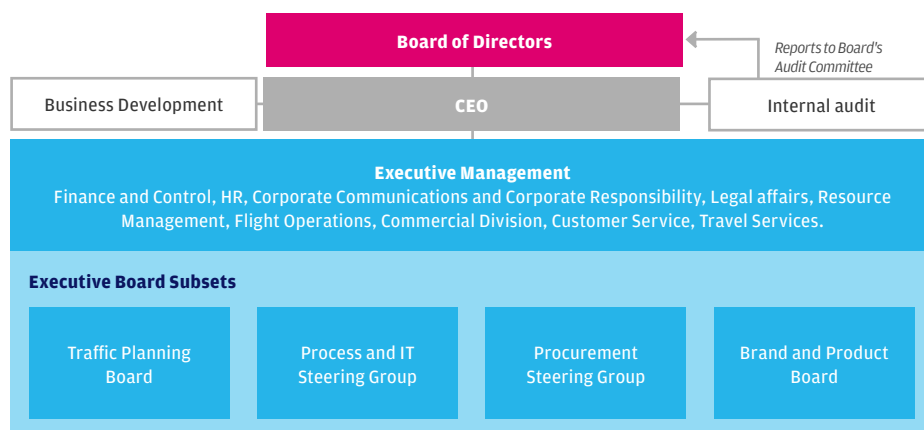 Board of Directors
Reports to Board's
Audit Committee
Business Development
CEO
Internal audit
Executive Management
Finance and Control, HR, Corporate Communications and Corporate Responsibility, Legal affairs, Resource
Management, Flight Operations, Commercial Division, Customer Service, Travel Services.
Executive Board Subsets
Traffic Planning
Board
Process and IT
Steering Group
Procurement
Steering Group
Brand and Product
Board